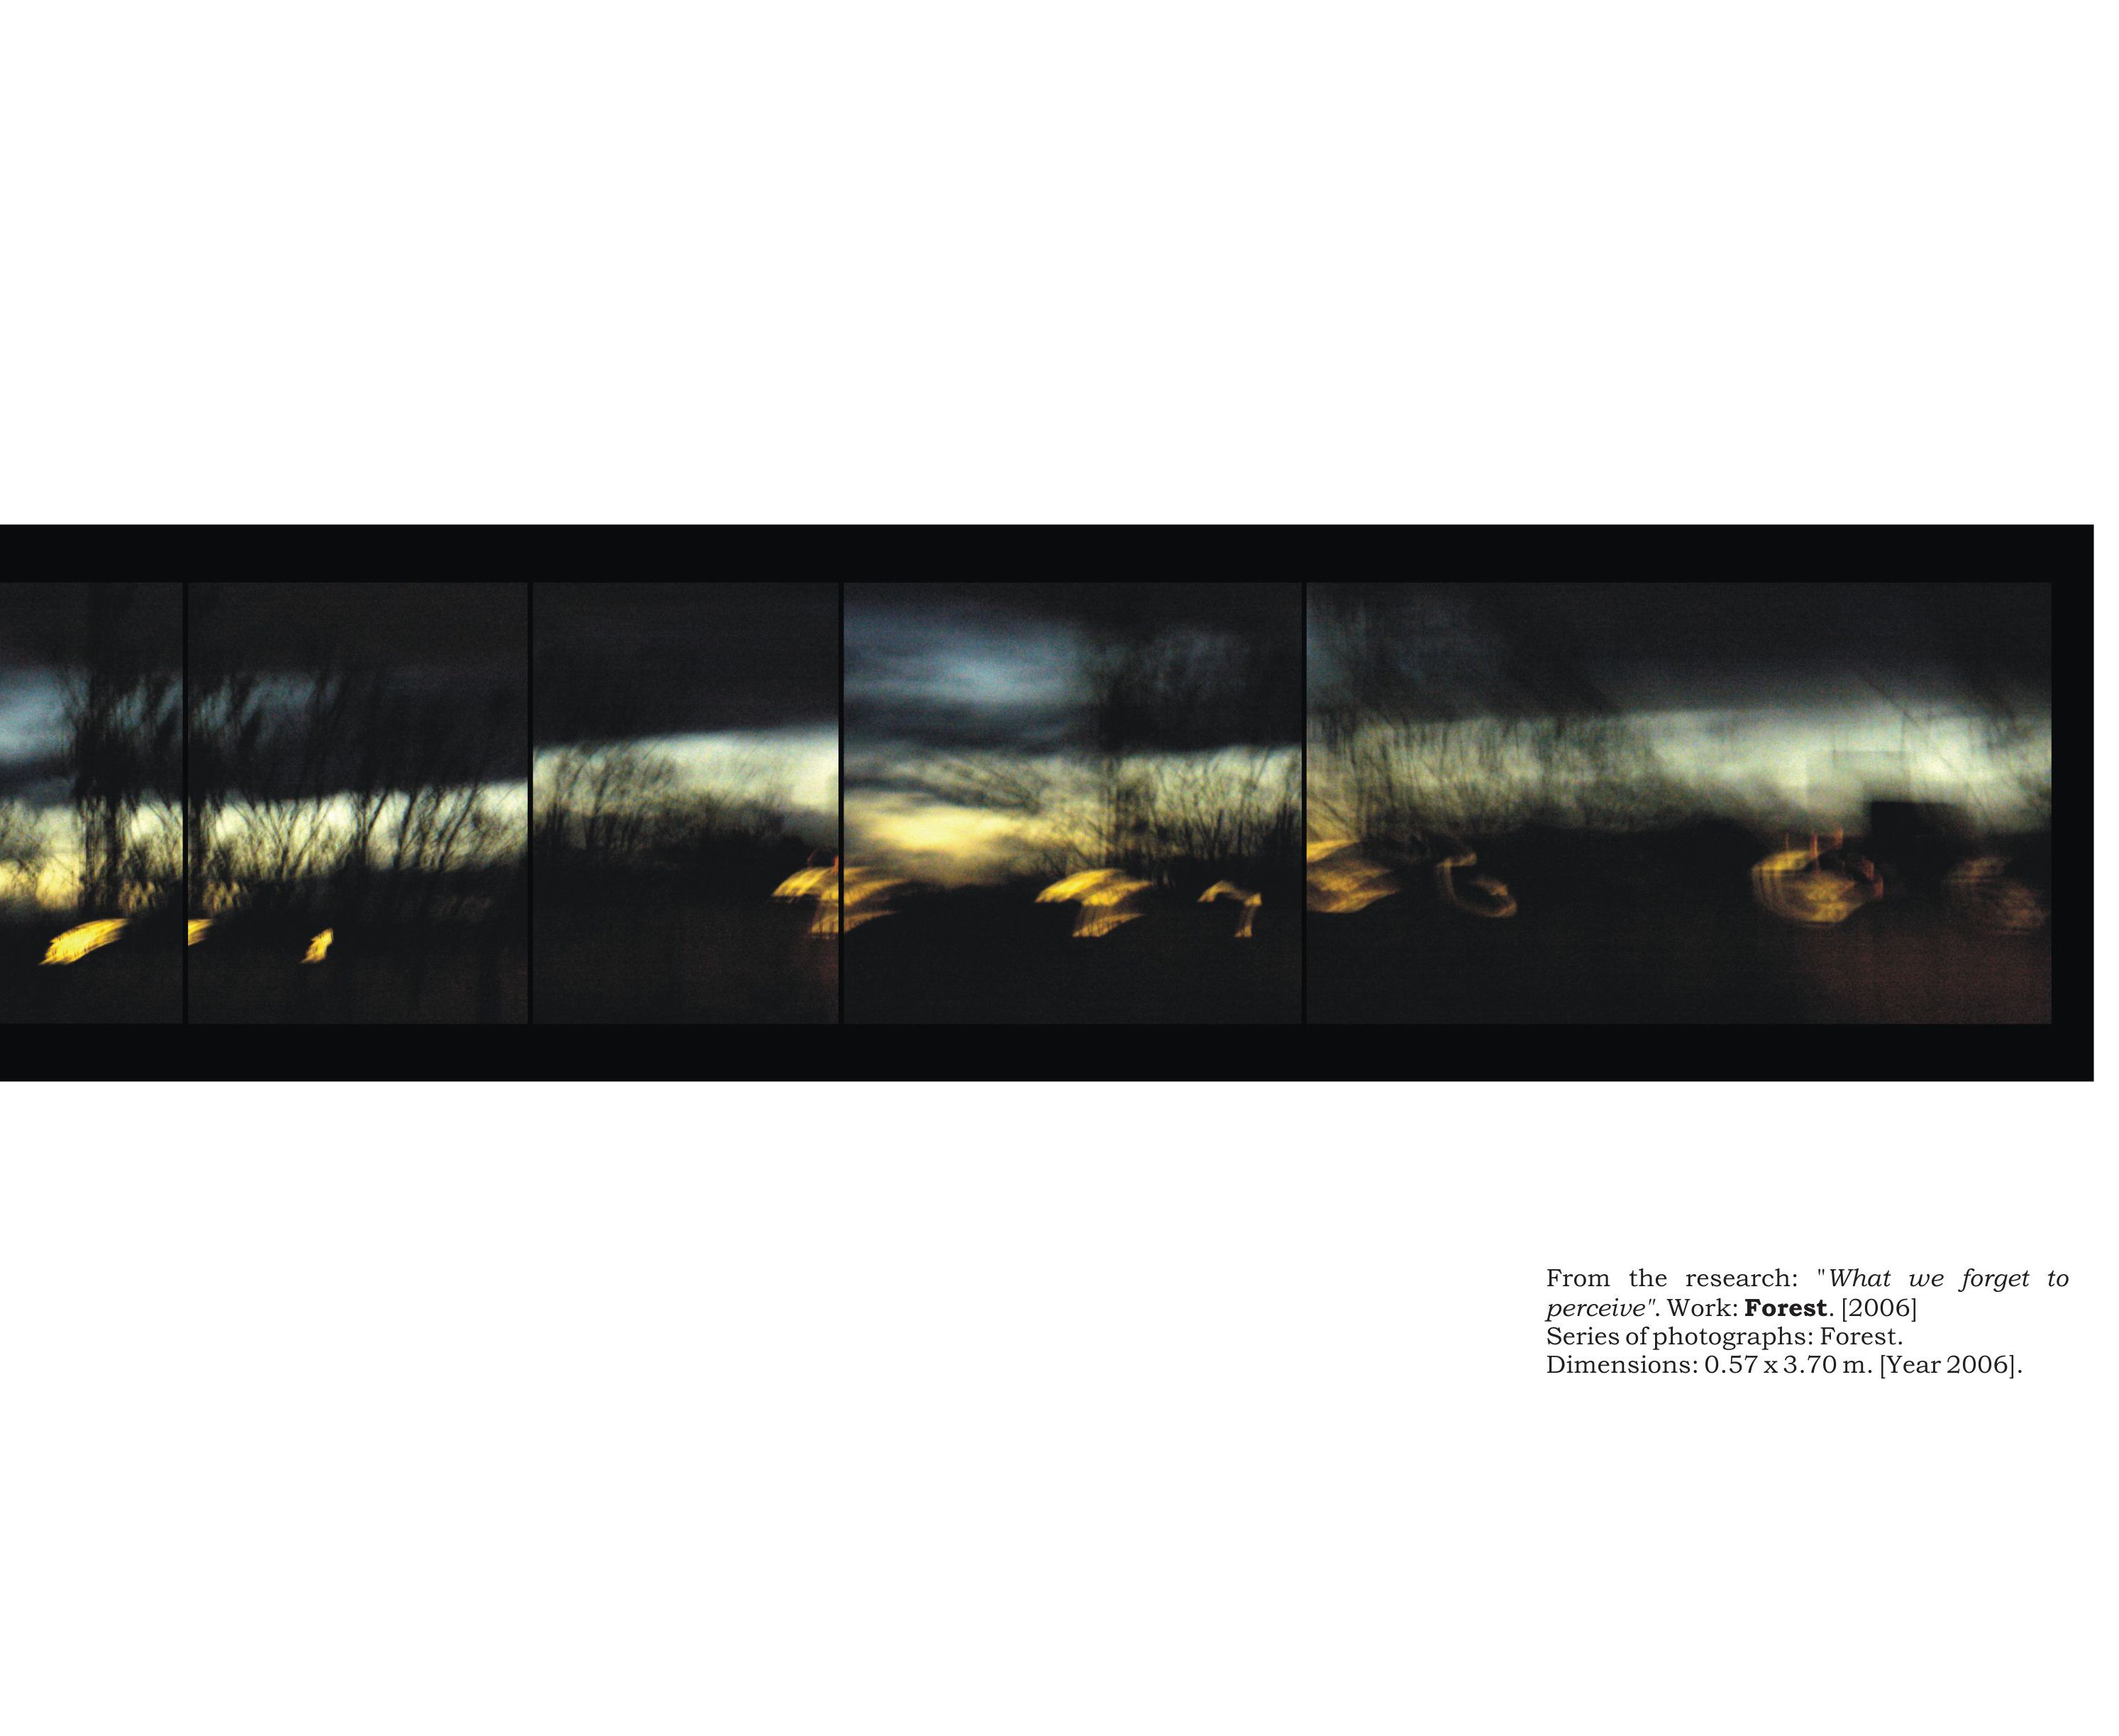 From the research: "What we forget to
perceive". Work: Forest. [2006]
Series of photographs: Forest.
Dimensions: 0.57 x 3.70 m. [Year 2006].